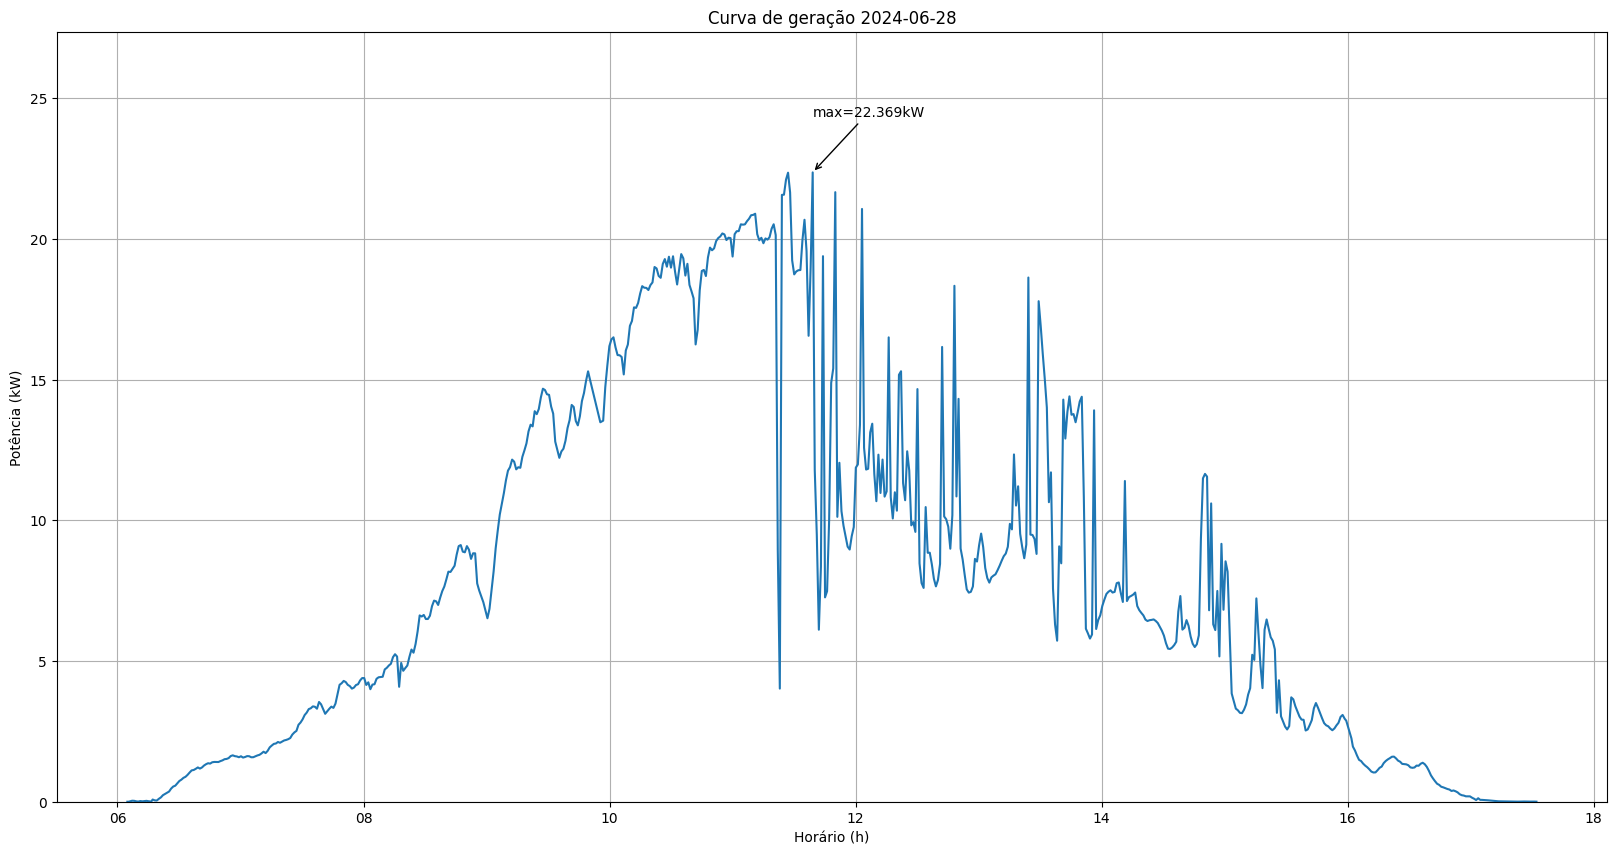 Curva de geração 2024-06-28
25
max=22.369kW
20
15
Potência (kW)
10
5
0
06 08 10 12 14 16 18
Horário (h)